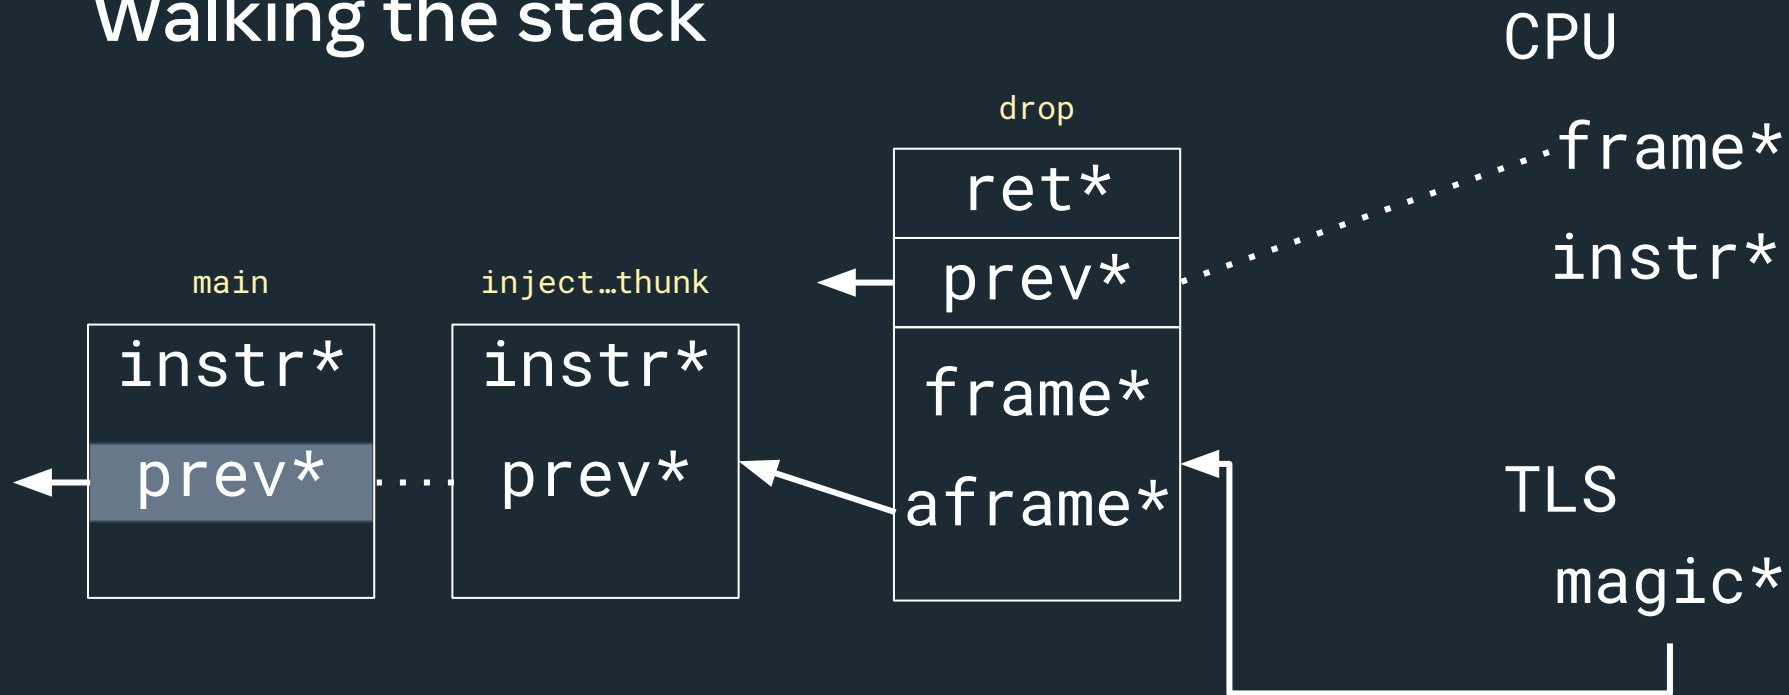 Walking the stack
CPU
drop
frame*
ret*
instr*
prev*
main
inject…thunk
instr*
instr*
frame*
prev*
prev*
aframe*
TLS
magic*